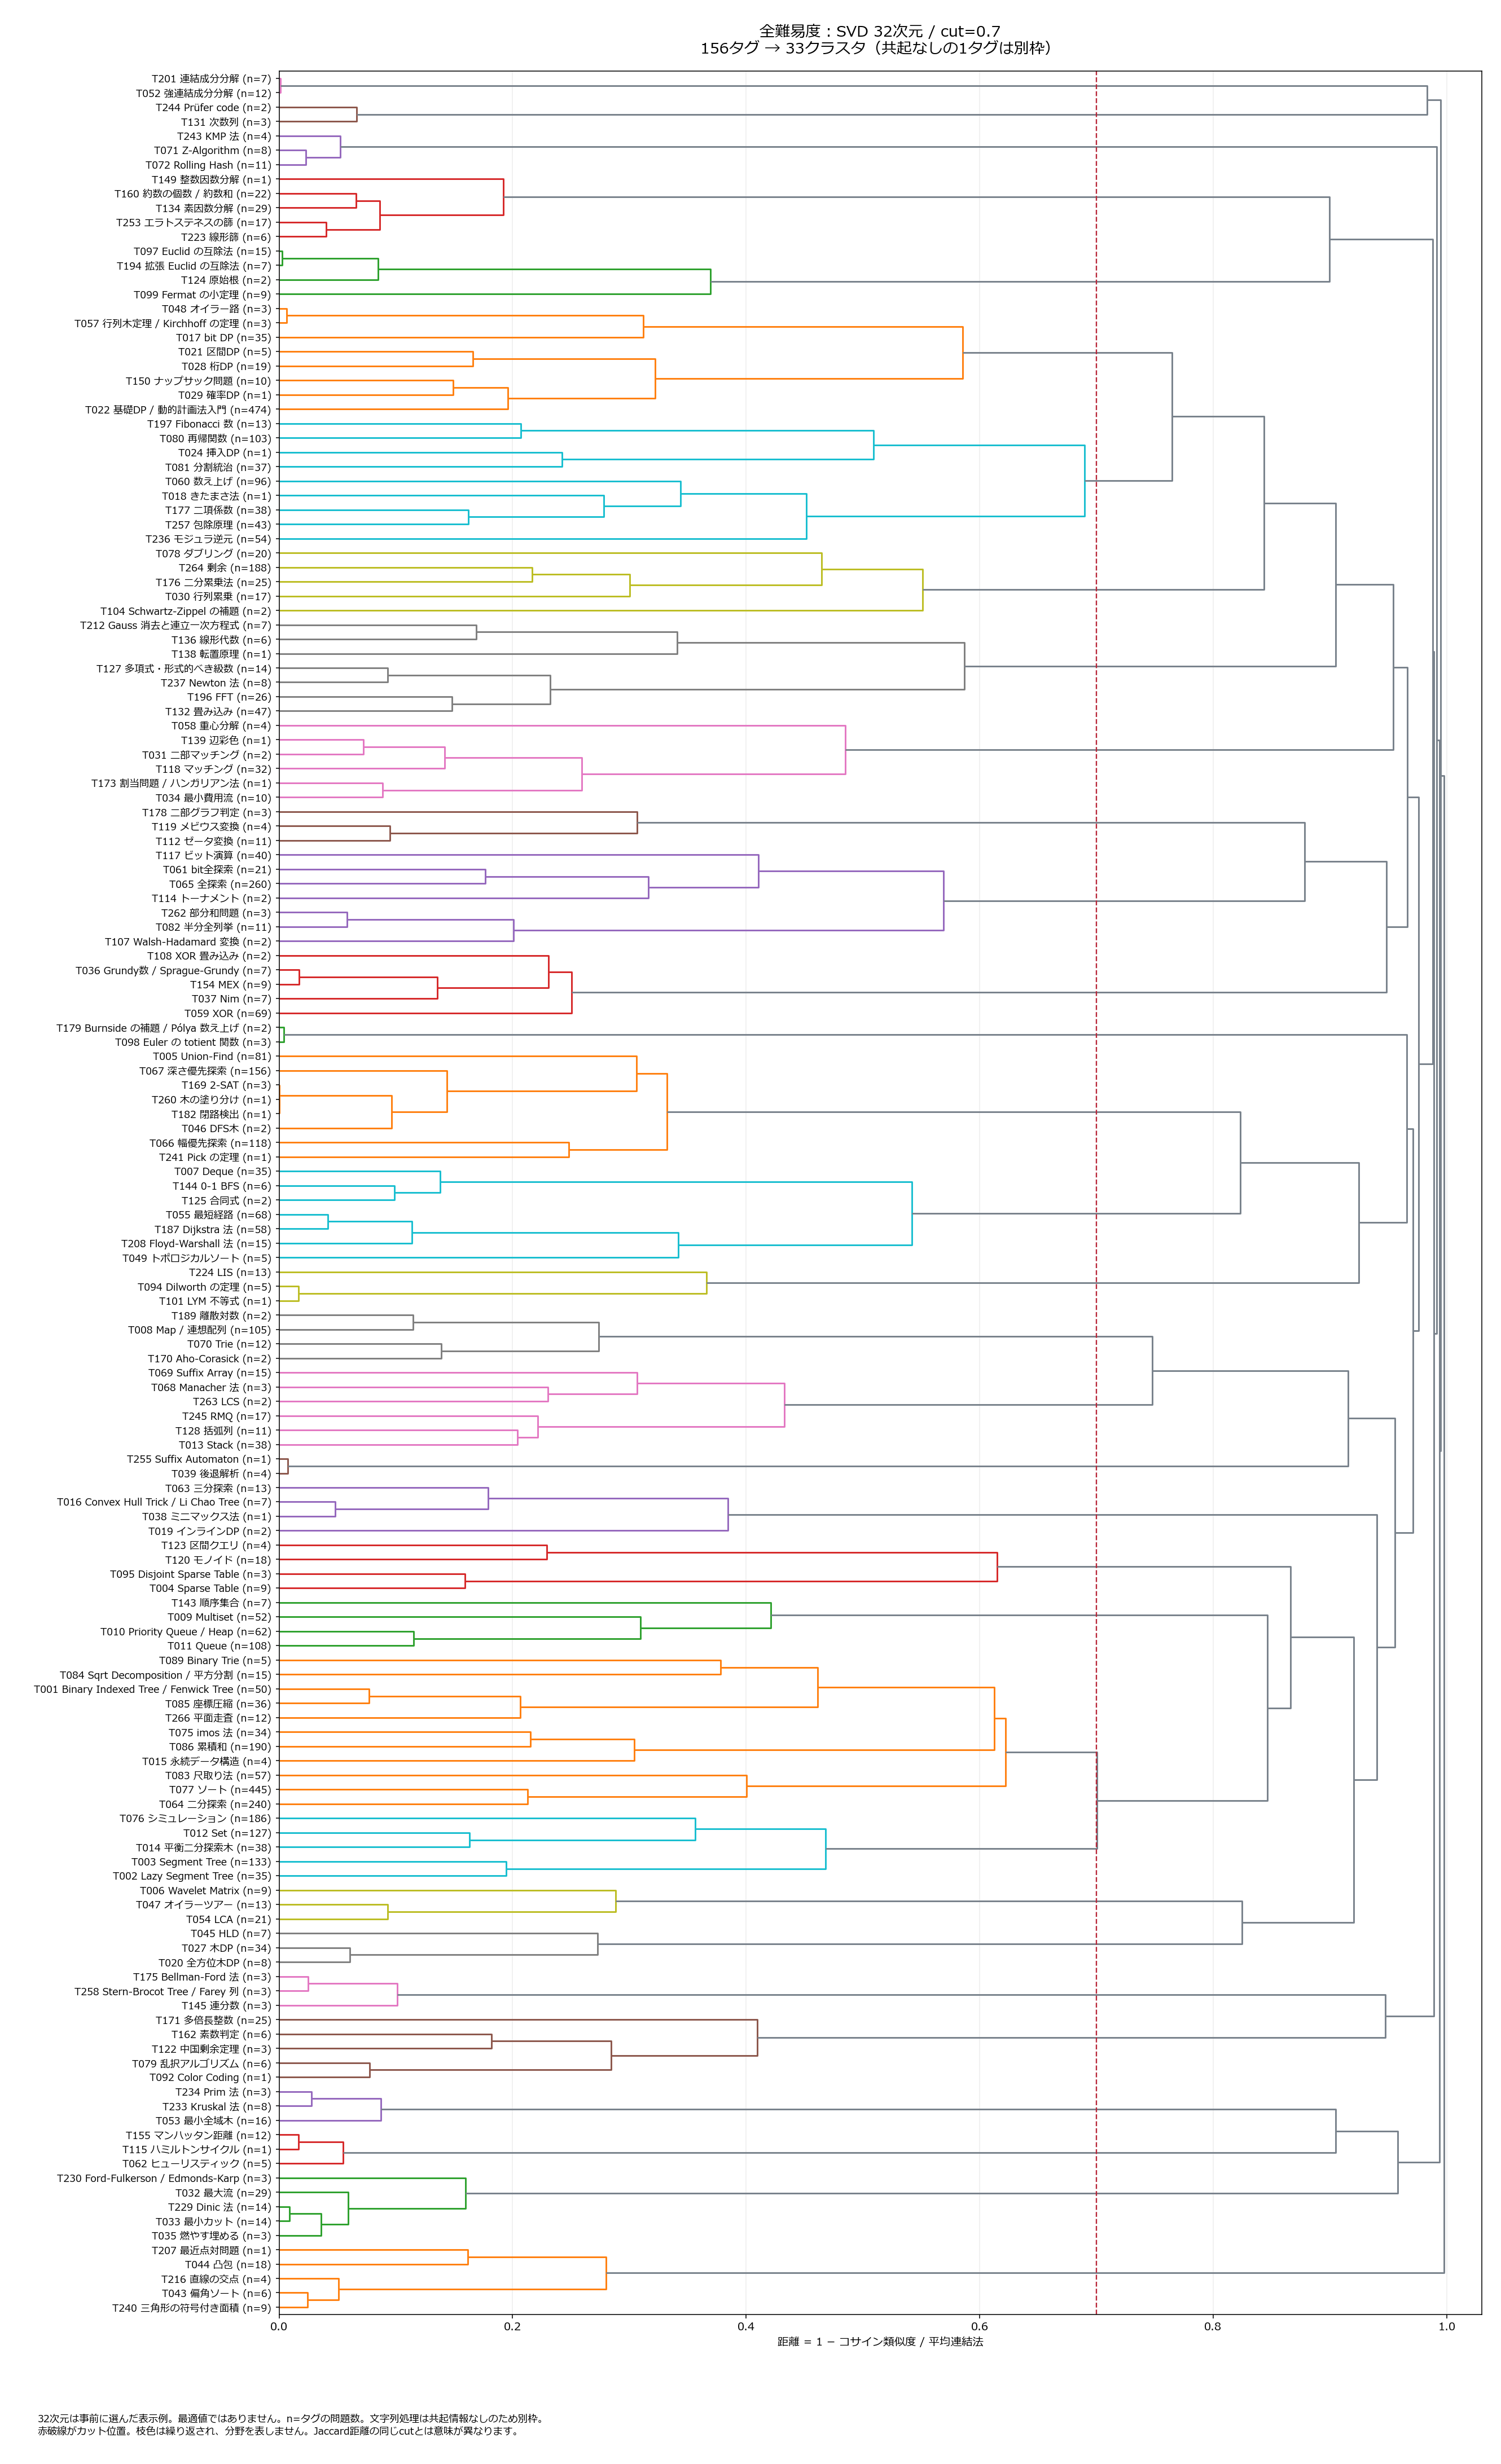 全難易度：SVD 32次元 / cut=0.7
156タグ → 33クラスタ（共起なしの1タグは別枠）
T201 連結成分分解 (n=7)
T052 強連結成分分解 (n=12)
T244 Prüfer code (n=2)
T131 次数列 (n=3)
T243 KMP 法 (n=4)
T071 Z-Algorithm (n=8)
T072 Rolling Hash (n=11)
T149 整数因数分解 (n=1)
T160 約数の個数 / 約数和 (n=22)
T134 素因数分解 (n=29)
T253 エラトステネスの篩 (n=17)
T223 線形篩 (n=6)
T097 Euclid の互除法 (n=15)
T194 拡張 Euclid の互除法 (n=7)
T124 原始根 (n=2)
T099 Fermat の小定理 (n=9)
T048 オイラー路 (n=3)
T057 行列木定理 / Kirchhoff の定理 (n=3)
T017 bit DP (n=35)
T021 区間DP (n=5)
T028 桁DP (n=19)
T150 ナップサック問題 (n=10)
T029 確率DP (n=1)
T022 基礎DP / 動的計画法入門 (n=474)
T197 Fibonacci 数 (n=13)
T080 再帰関数 (n=103)
T024 挿入DP (n=1)
T081 分割統治 (n=37)
T060 数え上げ (n=96)
T018 きたまさ法 (n=1)
T177 二項係数 (n=38)
T257 包除原理 (n=43)
T236 モジュラ逆元 (n=54)
T078 ダブリング (n=20)
T264 剰余 (n=188)
T176 二分累乗法 (n=25)
T030 行列累乗 (n=17)
T104 Schwartz-Zippel の補題 (n=2)
T212 Gauss 消去と連立一次方程式 (n=7)
T136 線形代数 (n=6)
T138 転置原理 (n=1)
T127 多項式・形式的べき級数 (n=14)
T237 Newton 法 (n=8)
T196 FFT (n=26)
T132 畳み込み (n=47)
T058 重心分解 (n=4)
T139 辺彩色 (n=1)
T031 二部マッチング (n=2)
T118 マッチング (n=32)
T173 割当問題 / ハンガリアン法 (n=1)
T034 最小費用流 (n=10)
T178 二部グラフ判定 (n=3)
T119 メビウス変換 (n=4)
T112 ゼータ変換 (n=11)
T117 ビット演算 (n=40)
T061 bit全探索 (n=21)
T065 全探索 (n=260)
T114 トーナメント (n=2)
T262 部分和問題 (n=3)
T082 半分全列挙 (n=11)
T107 Walsh-Hadamard 変換 (n=2)
T108 XOR 畳み込み (n=2)
T036 Grundy数 / Sprague-Grundy (n=7)
T154 MEX (n=9)
T037 Nim (n=7)
T059 XOR (n=69)
T179 Burnside の補題 / Pólya 数え上げ (n=2)
T098 Euler の totient 関数 (n=3)
T005 Union-Find (n=81)
T067 深さ優先探索 (n=156)
T169 2-SAT (n=3)
T260 木の塗り分け (n=1)
T182 閉路検出 (n=1)
T046 DFS木 (n=2)
T066 幅優先探索 (n=118)
T241 Pick の定理 (n=1)
T007 Deque (n=35)
T144 0-1 BFS (n=6)
T125 合同式 (n=2)
T055 最短経路 (n=68)
T187 Dijkstra 法 (n=58)
T208 Floyd-Warshall 法 (n=15)
T049 トポロジカルソート (n=5)
T224 LIS (n=13)
T094 Dilworth の定理 (n=5)
T101 LYM 不等式 (n=1)
T189 離散対数 (n=2)
T008 Map / 連想配列 (n=105)
T070 Trie (n=12)
T170 Aho-Corasick (n=2)
T069 Suffix Array (n=15)
T068 Manacher 法 (n=3)
T263 LCS (n=2)
T245 RMQ (n=17)
T128 括弧列 (n=11)
T013 Stack (n=38)
T255 Suffix Automaton (n=1)
T039 後退解析 (n=4)
T063 三分探索 (n=13)
T016 Convex Hull Trick / Li Chao Tree (n=7)
T038 ミニマックス法 (n=1)
T019 インラインDP (n=2)
T123 区間クエリ (n=4)
T120 モノイド (n=18)
T095 Disjoint Sparse Table (n=3)
T004 Sparse Table (n=9)
T143 順序集合 (n=7)
T009 Multiset (n=52)
T010 Priority Queue / Heap (n=62)
T011 Queue (n=108)
T089 Binary Trie (n=5)
T084 Sqrt Decomposition / 平方分割 (n=15)
T001 Binary Indexed Tree / Fenwick Tree (n=50)
T085 座標圧縮 (n=36)
T266 平面走査 (n=12)
T075 imos 法 (n=34)
T086 累積和 (n=190)
T015 永続データ構造 (n=4)
T083 尺取り法 (n=57)
T077 ソート (n=445)
T064 二分探索 (n=240)
T076 シミュレーション (n=186)
T012 Set (n=127)
T014 平衡二分探索木 (n=38)
T003 Segment Tree (n=133)
T002 Lazy Segment Tree (n=35)
T006 Wavelet Matrix (n=9)
T047 オイラーツアー (n=13)
T054 LCA (n=21)
T045 HLD (n=7)
T027 木DP (n=34)
T020 全方位木DP (n=8)
T175 Bellman-Ford 法 (n=3)
T258 Stern-Brocot Tree / Farey 列 (n=3)
T145 連分数 (n=3)
T171 多倍長整数 (n=25)
T162 素数判定 (n=6)
T122 中国剰余定理 (n=3)
T079 乱択アルゴリズム (n=6)
T092 Color Coding (n=1)
T234 Prim 法 (n=3)
T233 Kruskal 法 (n=8)
T053 最小全域木 (n=16)
T155 マンハッタン距離 (n=12)
T115 ハミルトンサイクル (n=1)
T062 ヒューリスティック (n=5)
T230 Ford-Fulkerson / Edmonds-Karp (n=3)
T032 最大流 (n=29)
T229 Dinic 法 (n=14)
T033 最小カット (n=14)
T035 燃やす埋める (n=3)
T207 最近点対問題 (n=1)
T044 凸包 (n=18)
T216 直線の交点 (n=4)
T043 偏角ソート (n=6)
T240 三角形の符号付き面積 (n=9)
0.0 0.2 0.4 0.6 0.8 1.0
距離 = 1 − コサイン類似度 / 平均連結法
32次元は事前に選んだ表示例。最適値ではありません。n=タグの問題数。文字列処理は共起情報なしのため別枠。
赤破線がカット位置。枝色は繰り返され、分野を表しません。Jaccard距離の同じcutとは意味が異なります。